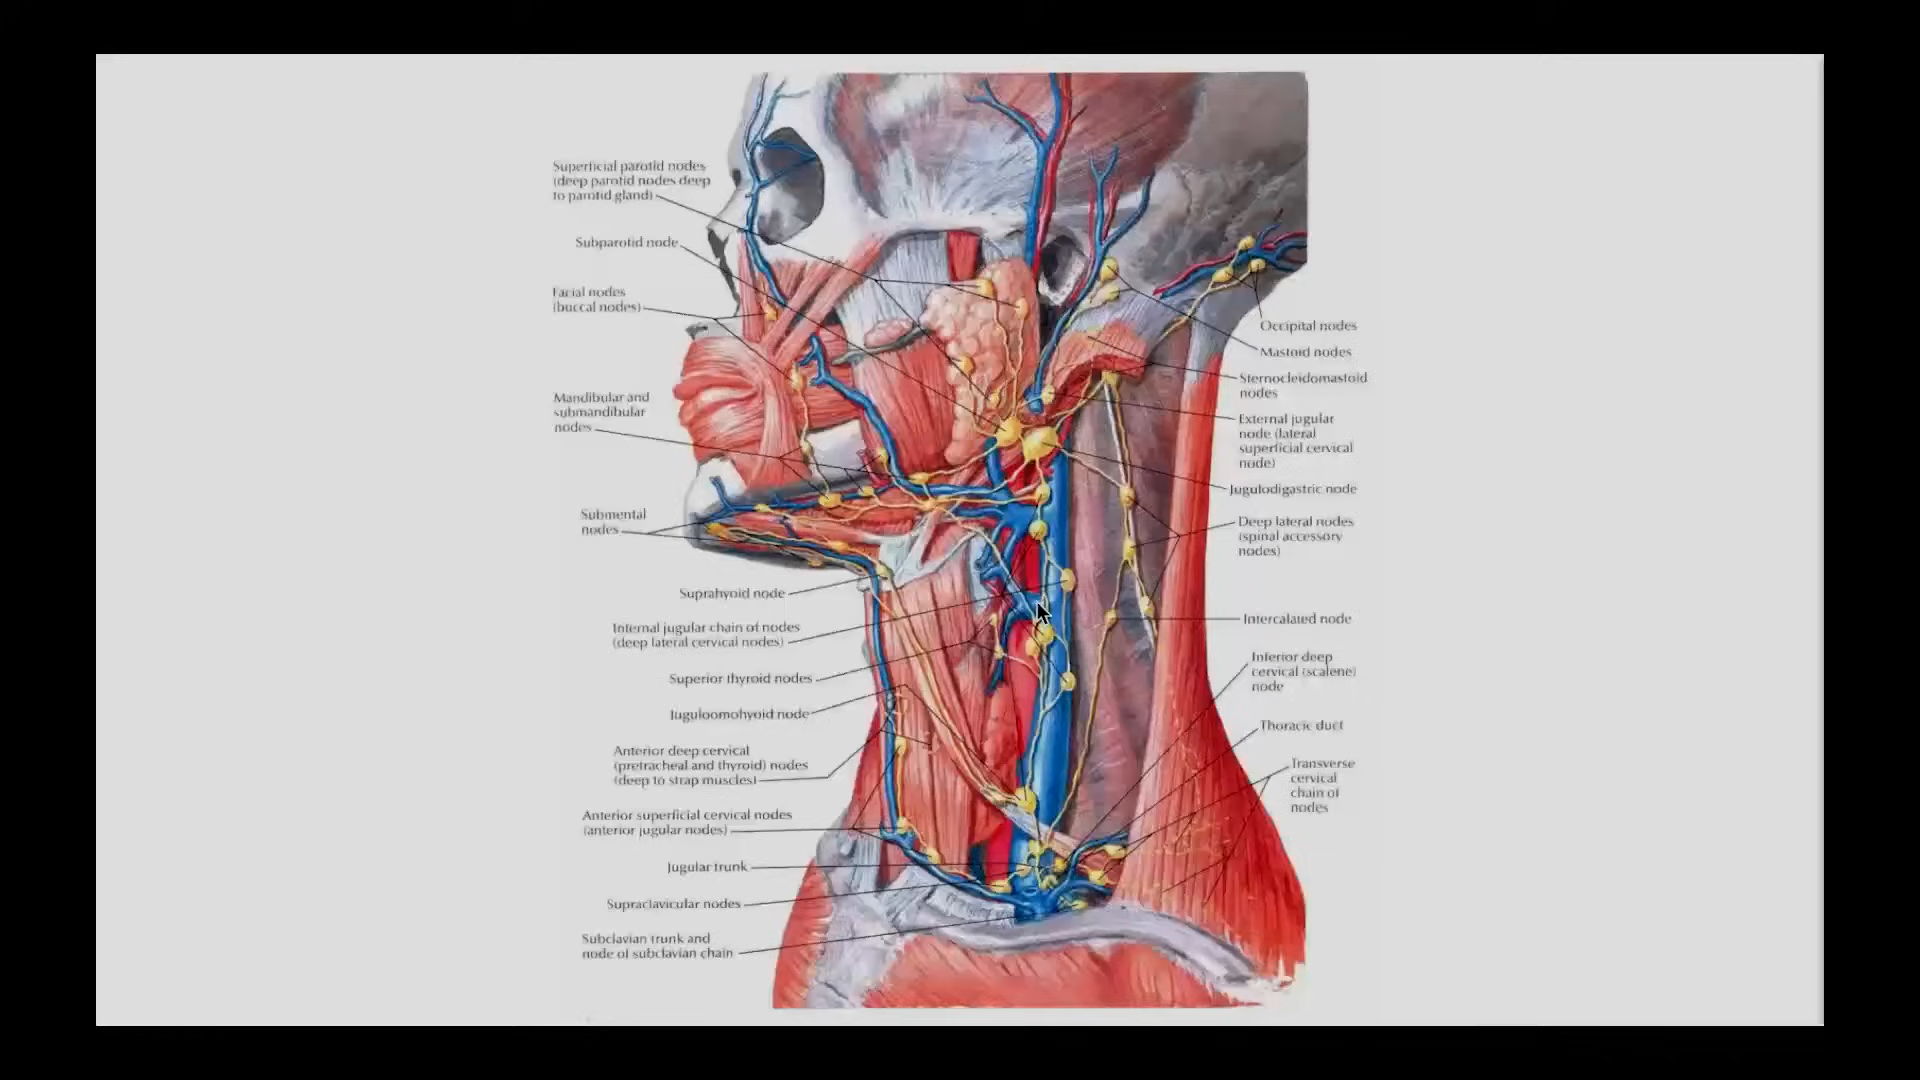 Superficial parotid nodes
(deep parotid nodes deep
to parotid gland)
Subparotid node
Facial nodes
(buccal nodes)
Mandibular and
submandibular
nodes
Submental
nodes
Suprahyoid node
Internal jugular chain of nodes
(deep lateral cervical nodes)
Superior thyroid nodes
Juguloomohyoid node
Anterior deep cervical
(pretracheal and thyroid) nodes
(deep to strap muscles)
Anterior superficial cervical nodes
(anterior jugular nodes)
Jugular trunk
Supraclavicular nodes
Subclavian trunk and
node of subclavian chain
Occipital nodes
Mastoid nodes
Sternocleidomastoid
nodes
External jugular
node (lateral
superficial cervical
node)
Jugulodigastric node
Deep lateral nodes
(spinal accessory
nodes)
Intercalated node
Inferior deep
cervical (scalene)
node
Thoracic duct
Transverse
cervical
chain of
nodes